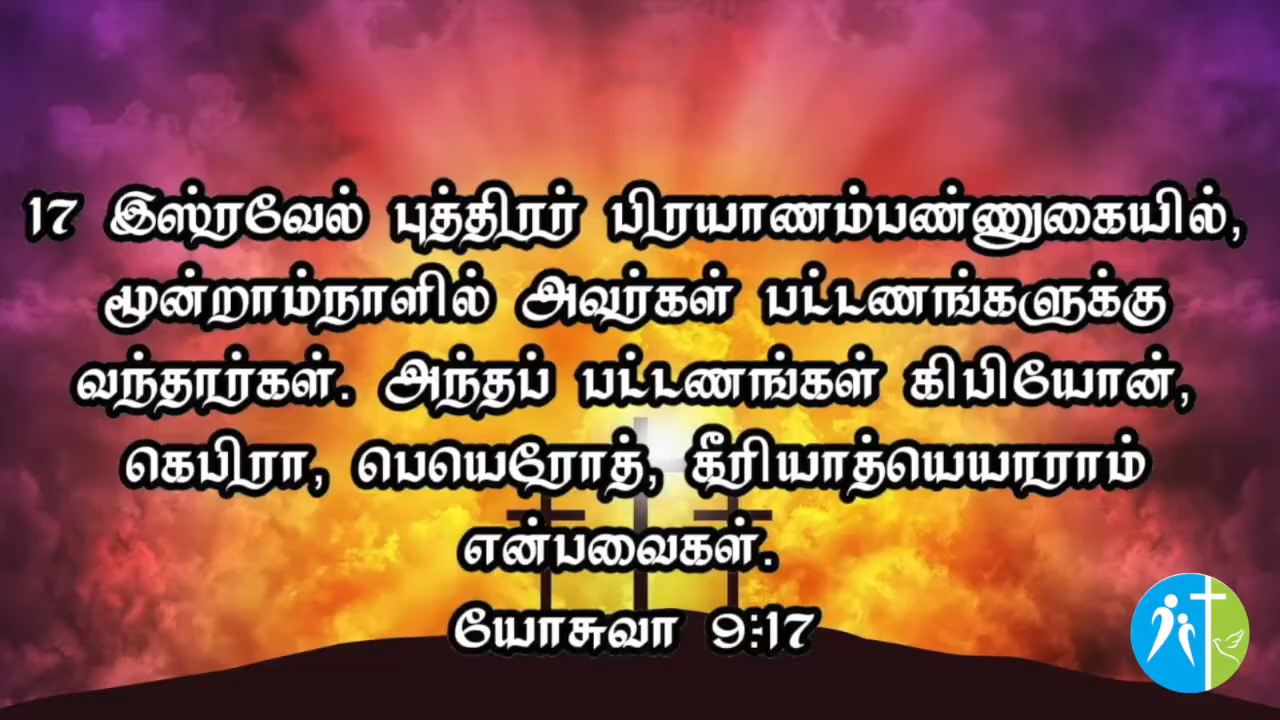 17 இஸ்ரவேல் புத்திரர் பிரயாணம்பண்ணுகையில்,
மூன்றாம்நாளில் அவர்கள் பட்டணங்களுக்கு
வந்தார்கள். அந்தப் பட்டணங்கள் கிபியோன்,
கெபிரா, பெயெரோத், கீரியாத்யெயாராம்
என்பவைகள்.
யோசுவா 9:17